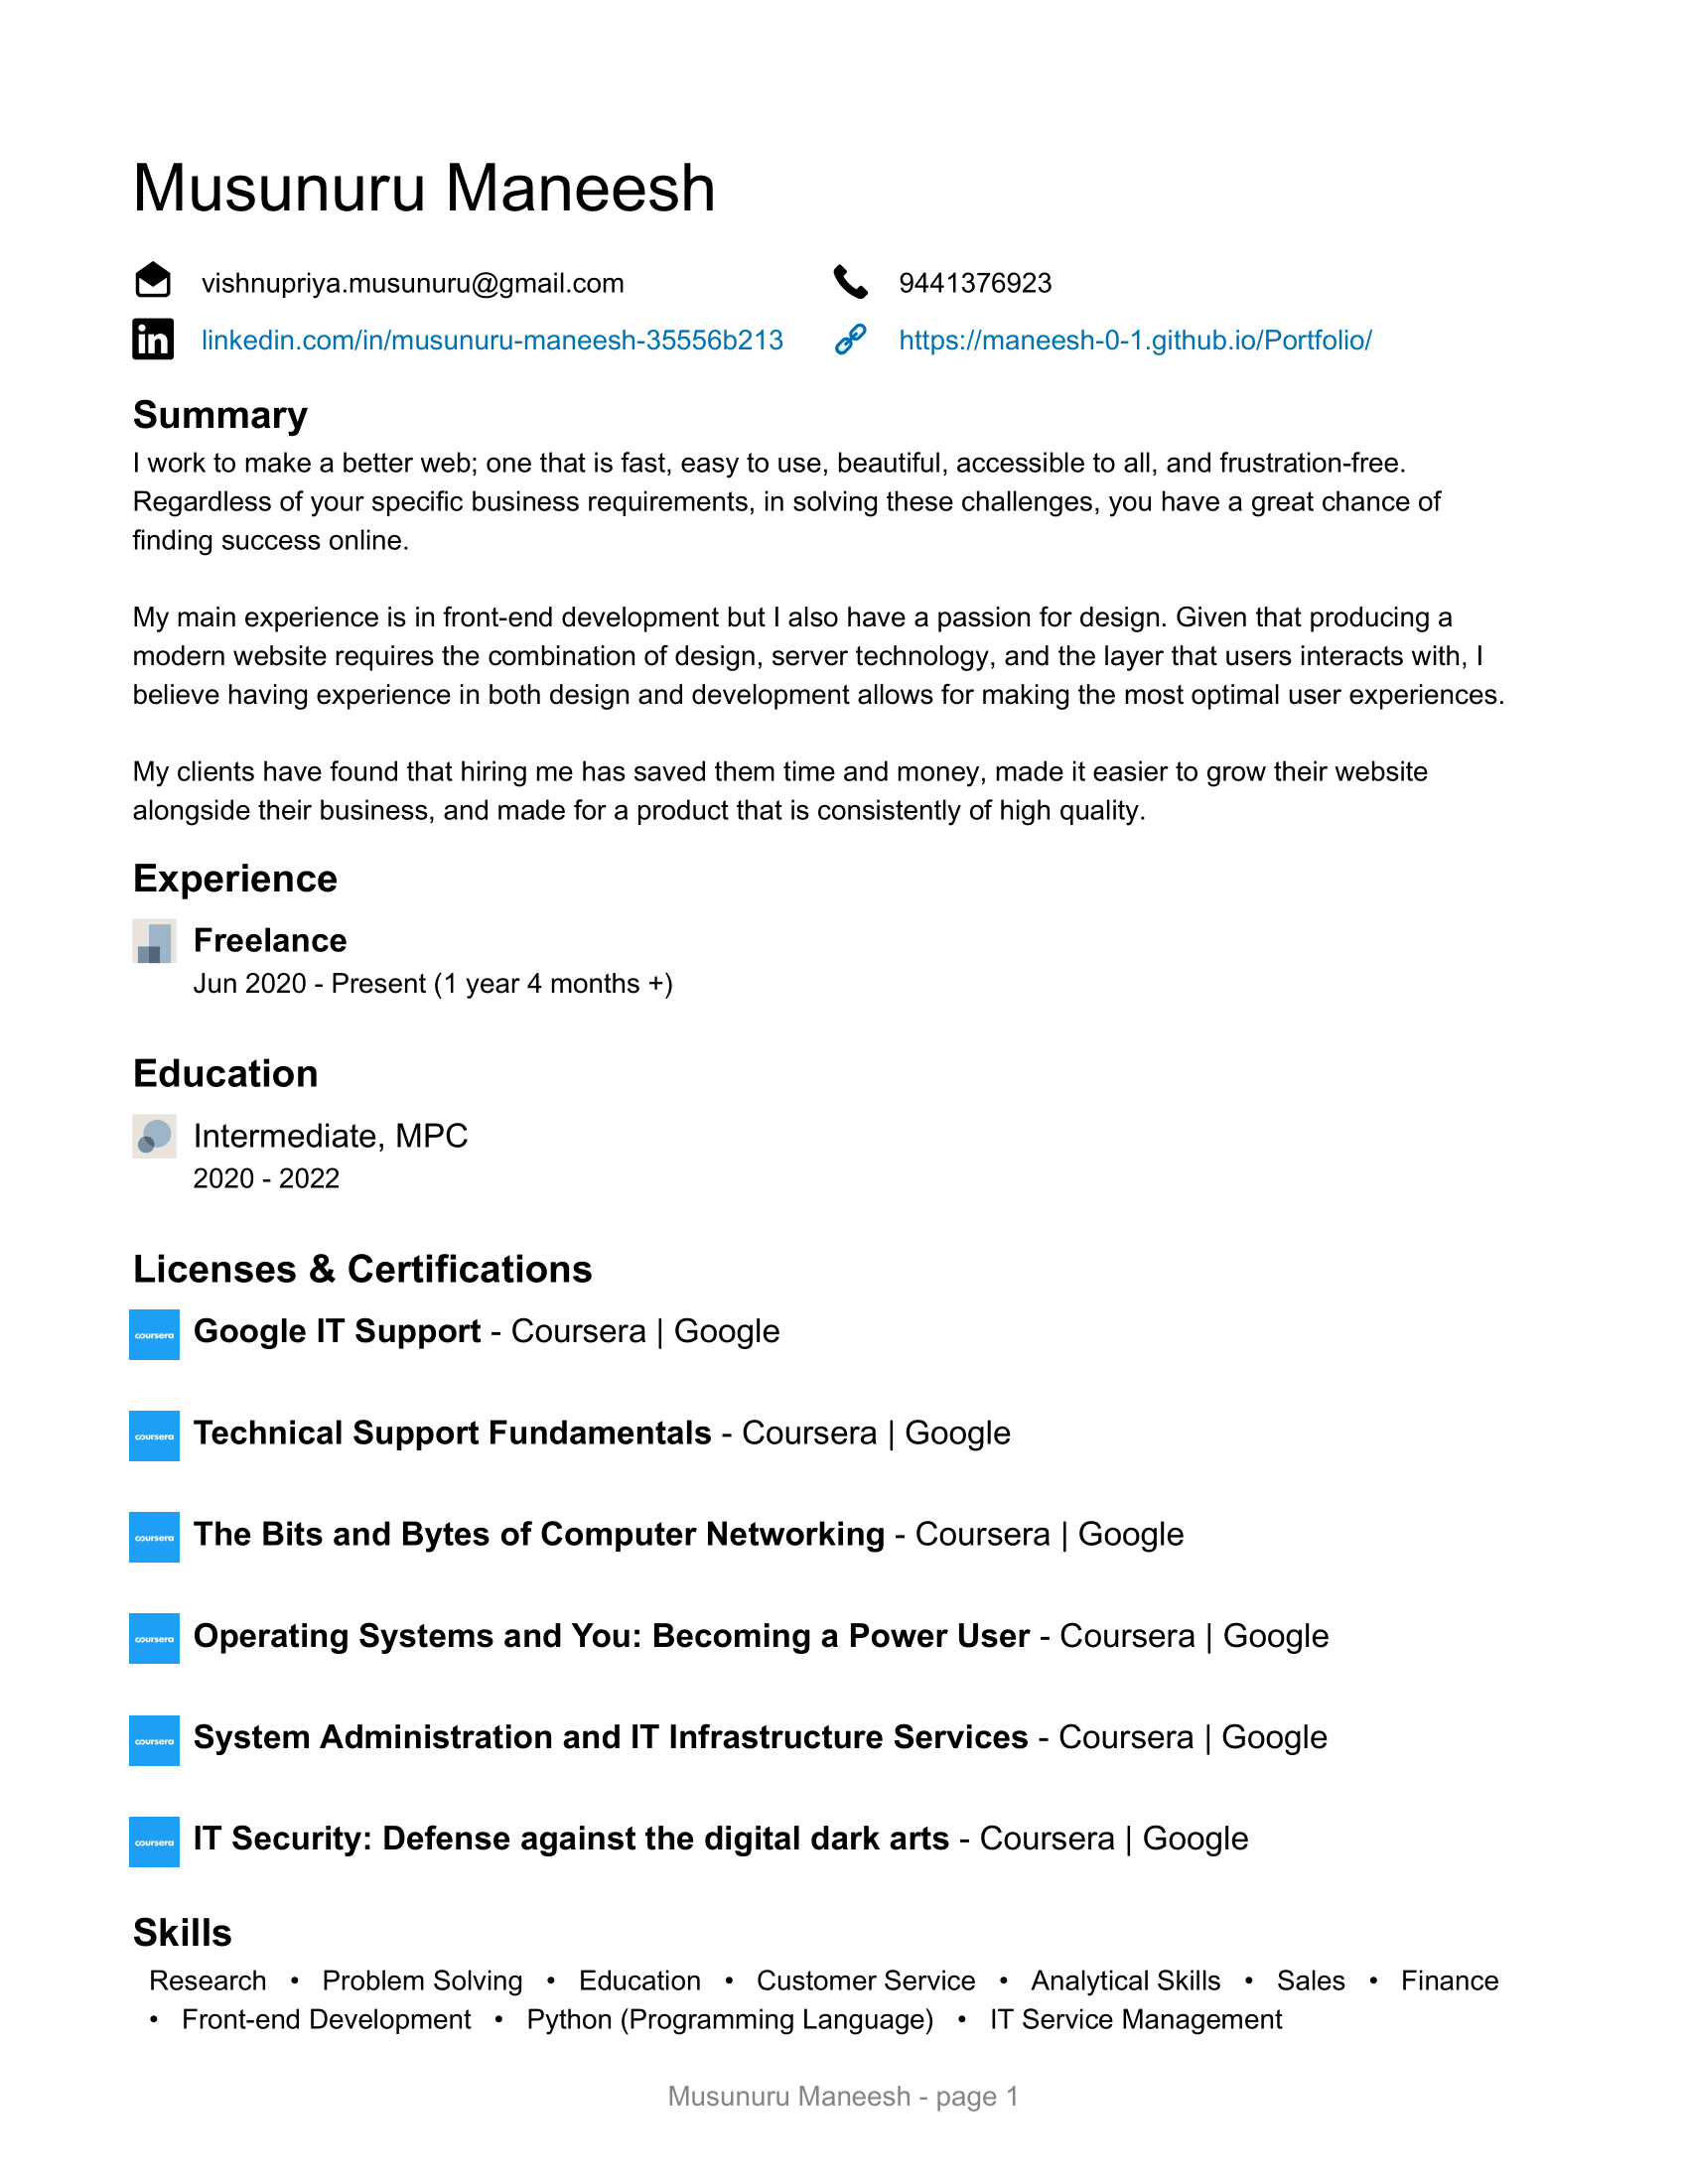 Musunuru Maneesh
vishnupriya.musunuru@gmail.com 9441376923
linkedin.com/in/musunuru-maneesh-35556b213 https://maneesh-0-1.github.io/Portfolio/
Summary
I work to make a better web; one that is fast, easy to use, beautiful, accessible to all, and frustration-free.
Regardless of your specific business requirements, in solving these challenges, you have a great chance of
finding success online.
My main experience is in front-end development but I also have a passion for design. Given that producing a
modern website requires the combination of design, server technology, and the layer that users interacts with, I
believe having experience in both design and development allows for making the most optimal user experiences.
My clients have found that hiring me has saved them time and money, made it easier to grow their website
alongside their business, and made for a product that is consistently of high quality.
Experience
Freelance
Jun 2020 - Present (1 year 4 months +)
Education
Intermediate, MPC
2020 - 2022
Licenses & Certifications
coursera Google IT Support - Coursera | Google
coursera Technical Support Fundamentals - Coursera | Google
coursera The Bits and Bytes of Computer Networking - Coursera | Google
coursera Operating Systems and You: Becoming a Power User - Coursera | Google
coursera System Administration and IT Infrastructure Services - Coursera | Google
coursera IT Security: Defense against the digital dark arts - Coursera | Google
Skills
Research • Problem Solving • Education • Customer Service • Analytical Skills • Sales • Finance
• Front-end Development • Python (Programming Language) • IT Service Management
Musunuru Maneesh - page 1